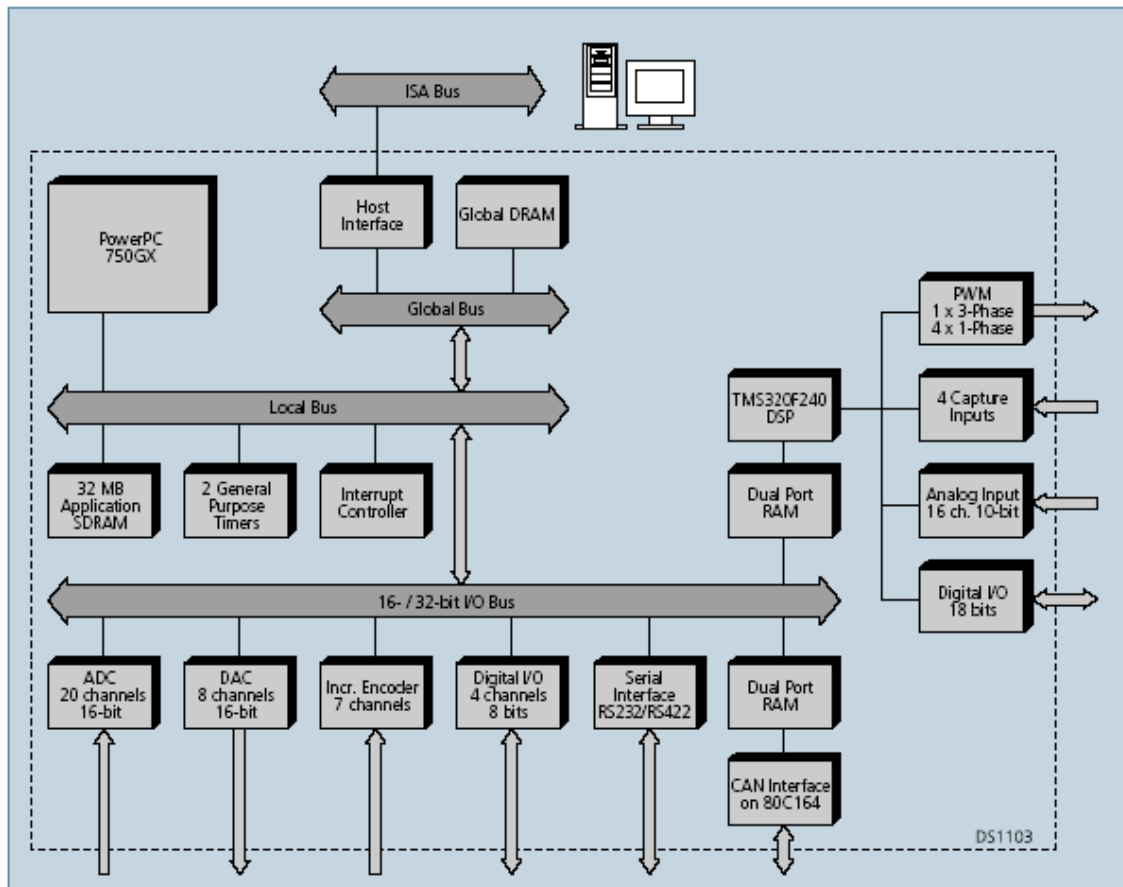 ISA Bus
PowerPC
750GX
Host
Interface
Global DRAM
Global Bus
PWM
1 x 3-Phase
4 x 1-Phase
Local Bus
TMS320F240
DSP
4 Capture
Inputs
32 MB
Application
SDRAM
2 General
Purpose
Timers
Interrupt
Controller
Dual Port
RAM
Analog Input
16 ch. 10-bit
16- / 32-bit I/O Bus
Digital I/O
18 bits
ADC
20 channels
16-bit
DAC
8 channels
16-bit
Incr. Encoder
7 channels
Digital I/O
4 channels
8 bits
Serial
Interface
RS232/RS422
Dual Port
RAM
CAN Interface
on 80C164
DS1103